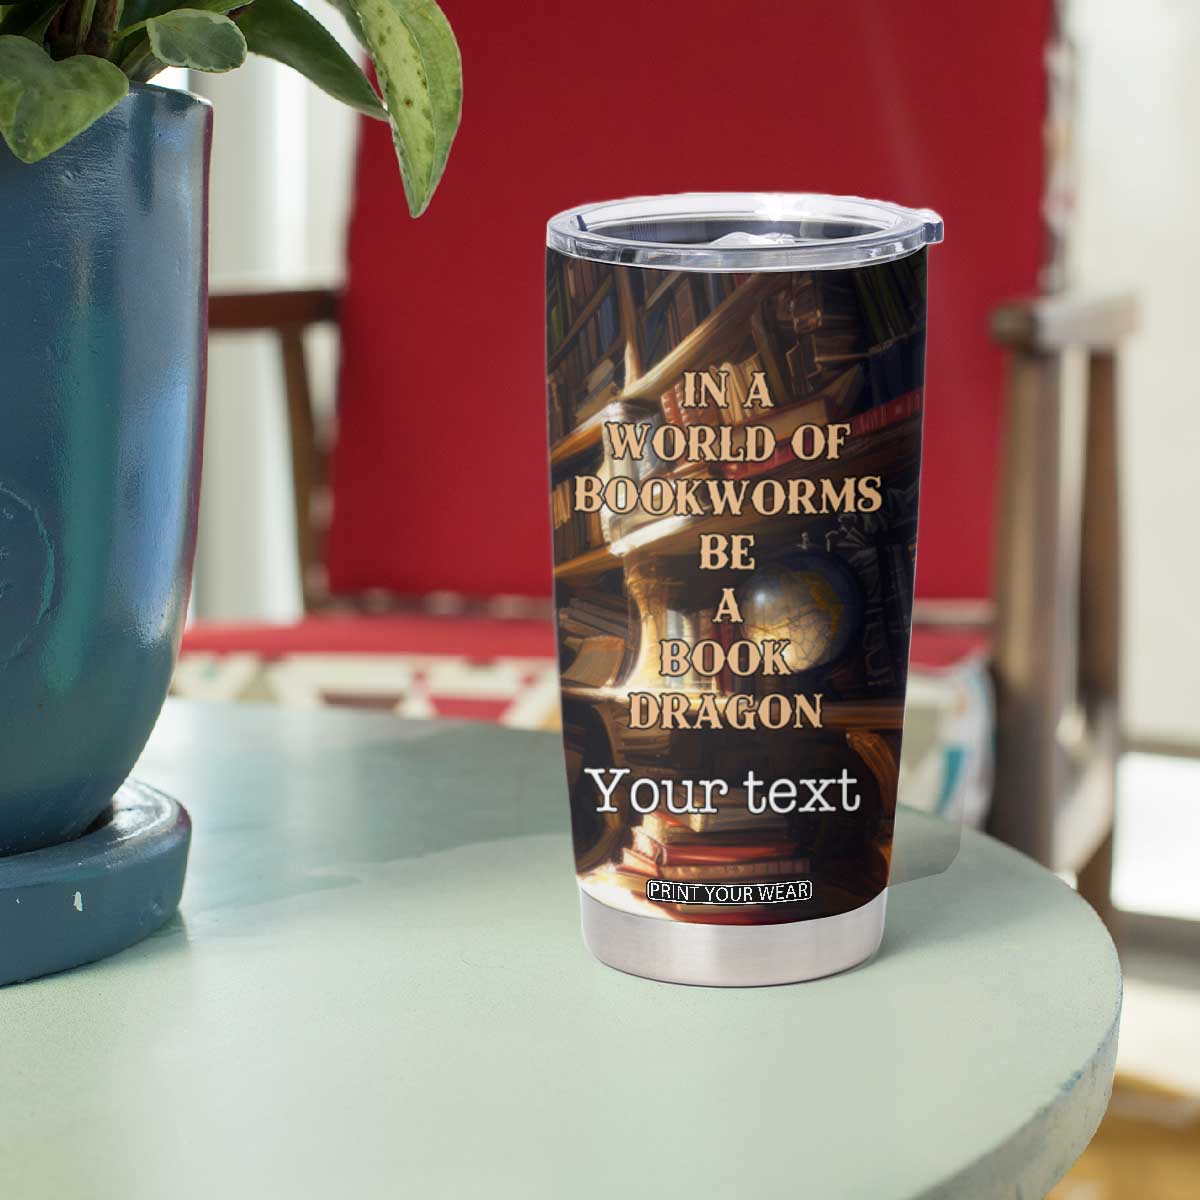 IN A
WORLD OF
BOOKWORMS
BE
A
BOOK
DRAGON
Your text
PRINT YOUR WEAR